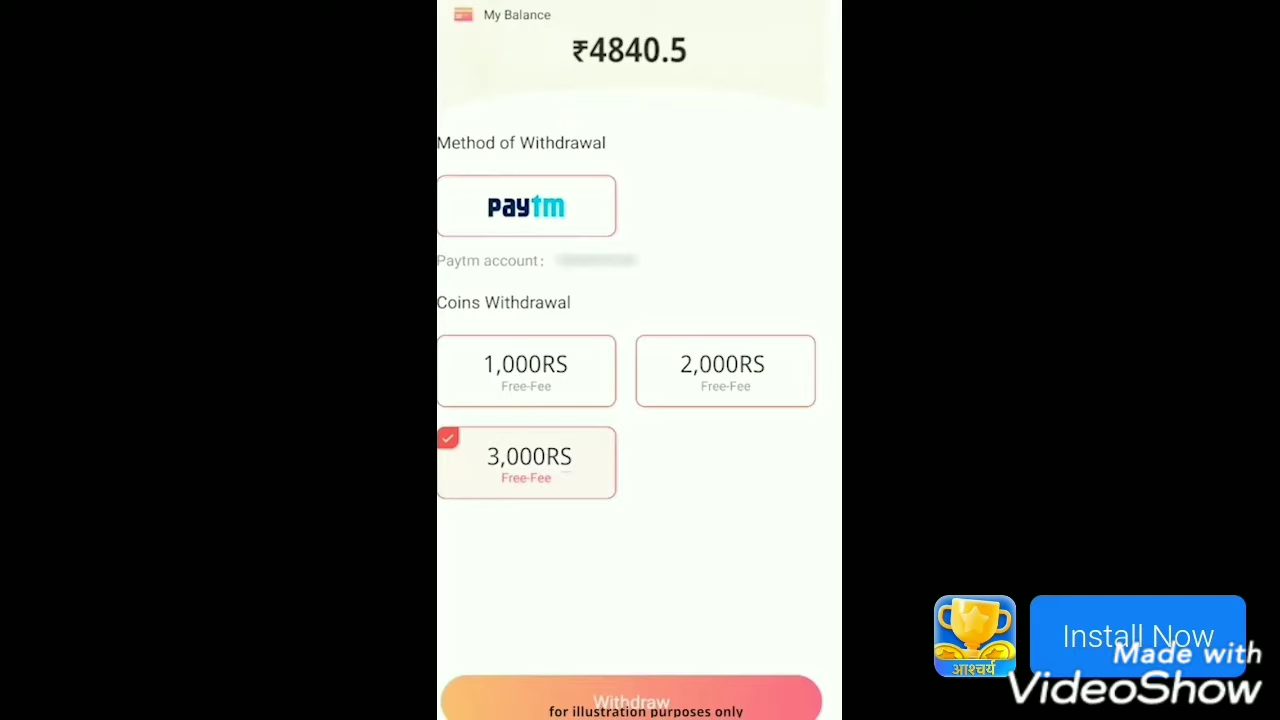 My Balance
₹4840.5
Method of Withdrawal
paytm
Paytm account:
Coins Withdrawal
1,000RS
Free-Fee
2,000RS
Free-Fee
3,000RS
Free-Fee
Withdraw
for illustration purposes only
Install Now
आश्चर्य
Made with
VideoShow